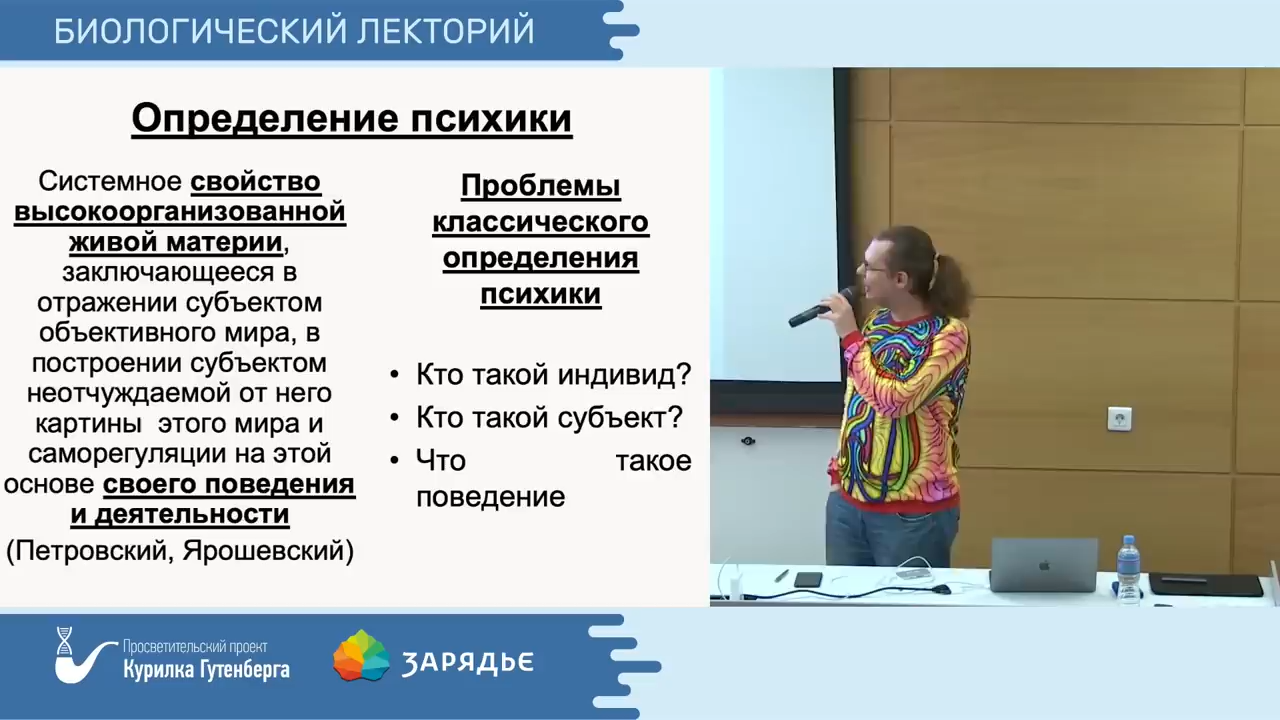 БИОЛОГИЧЕСКИЙ ЛЕКТОРИЙ
Определение психики
Системное свойство
высокоорганизованной
живой материи,
заключающееся в
отражении субъектом
объективного мира, в
построении субъектом
неотчуждаемой от него
картины этого мира и
саморегуляции на этой
основе своего поведения
и деятельности
(Петровский, Ярошевский)
Проблемы
классического
определения
психики
• Кто такой индивид?
• Кто такой субъект?
• Что такое
поведение
Просветительский проект
Курилка Гутенберга
ЗАРЯДЬЕ